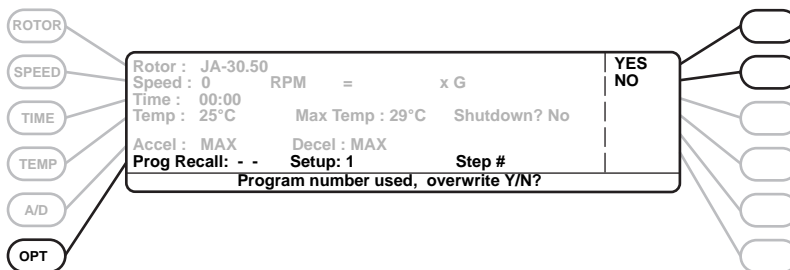 ROTOR
SPEED
TIME
TEMP
A/D
OPT
Rotor : JA-30.50
Speed : 0 RPM = x G
Time : 00:00
Temp : 25°C Max Temp : 29°C Shutdown? No
Accel : MAX Decel : MAX
Prog Recall: - - Setup: 1 Step #
Program number used, overwrite Y/N?
YES
NO